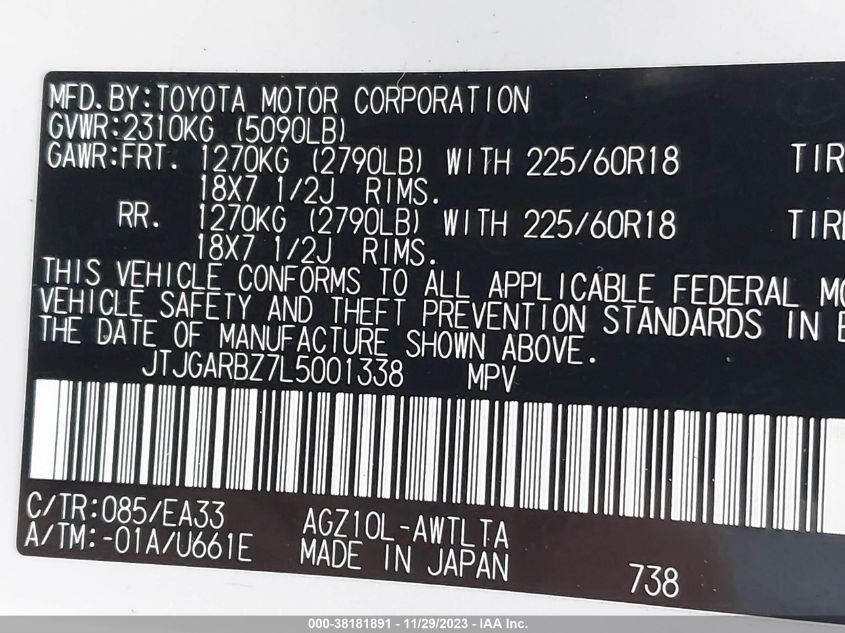 MFD. BY: TOYOTA MOTOR CORPORATION
GVWR: 2310KG (5090LB)
GAWR: FRT. 1270KG (2790LB) WITH 225/60R18
18X7 1/2J RIMS.
RR. 1270KG (2790LB) WITH 225/60R18
18X7 1/2J RIMS.
THIS VEHICLE CONFORMS TO ALL APPLICABLE FEDERAL
VEHICLE SAFETY AND THEFT PREVENTION STANDARDS IN
THE DATE OF MANUFACTURE SHOWN ABOVE.
JTJGARBZ7L5001338 MPV
C/TR: 085/EA33 AGZ10L-AWTLTA
A/TM: -01A/U661E MADE IN JAPAN 738
000-38181891 - 11/29/2023 - IAA Inc.